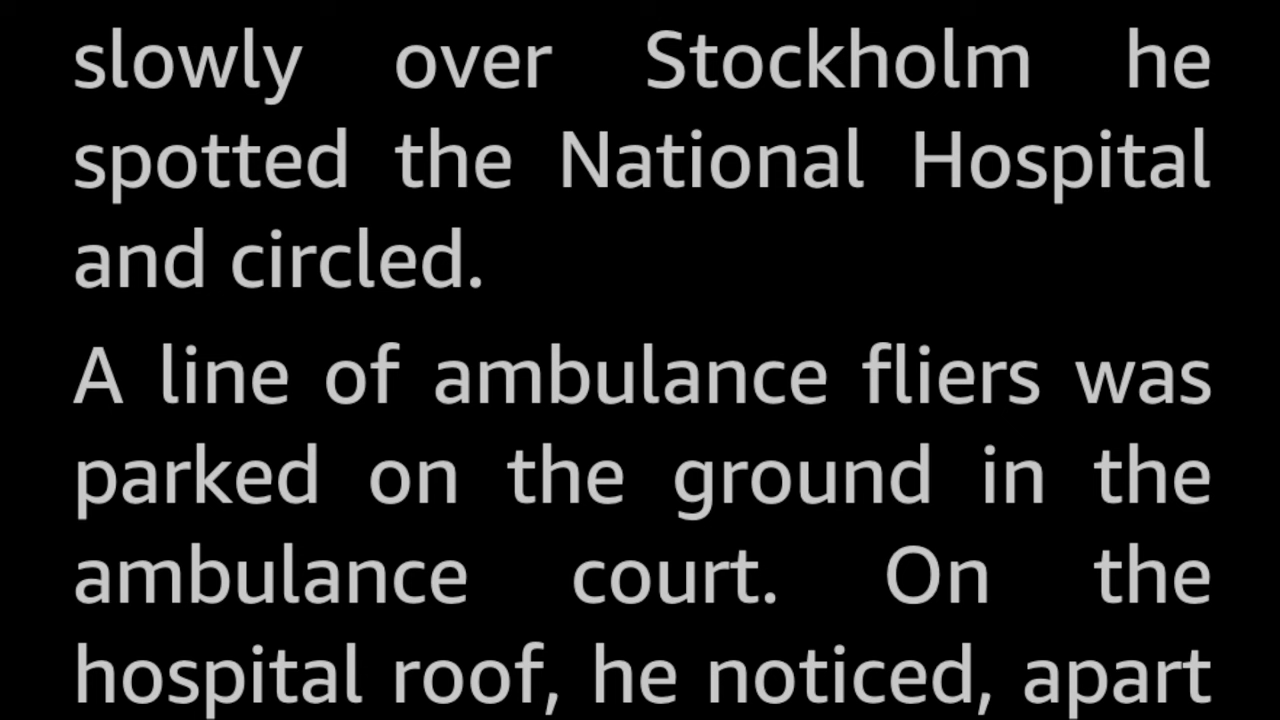 slowly over Stockholm he
spotted the National Hospital
and circled.
A line of ambulance fliers was
parked on the ground in the
ambulance court. On the
hospital roof, he noticed, apart